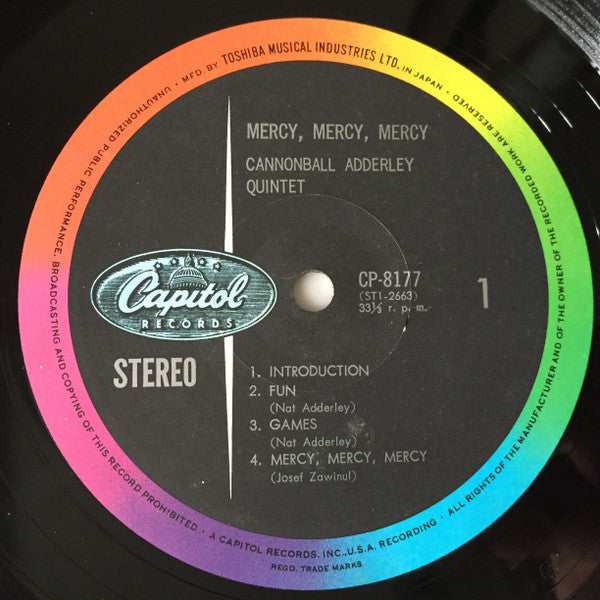 MFD. BY TOSHIBA MUSICAL INDUSTRIES LTD. IN JAPAN
ALL RIGHTS OF THE MANUFACTURER AND OF THE OWNER OF THE RECORDED WORK ARE RESERVED
UNAUTHORIZED PUBLIC PERFORMANCE, BROADCASTING AND COPYING OF THIS RECORD PROHIBITED
A CAPITOL RECORDS, INC., U.S.A. RECORDING
REGD. TRADE MARKS
MERCY, MERCY, MERCY
CANNONBALL ADDERLEY
QUINTET
Capitol
RECORDS
STEREO
CP-8177
(ST1-2663)
33⅓ r. p. m.
1
1. INTRODUCTION
2. FUN
(Nat Adderley)
3. GAMES
(Nat Adderley)
4. MERCY, MERCY, MERCY
(Josef Zawinul)